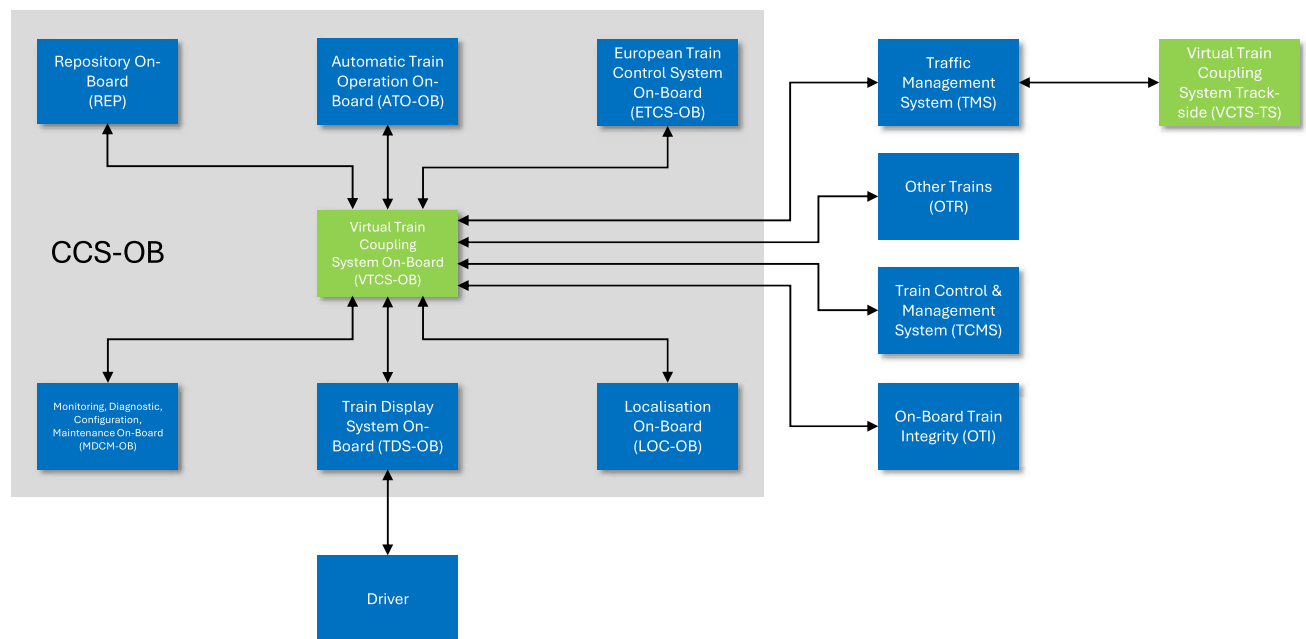 Repository On-
Board
(REP)
Automatic Train
Operation On-
Board (ATO-OB)
European Train
Control System
On-Board
(ETCS-OB)
Traffic
Management
System (TMS)
Virtual Train
Coupling
System Track-
side (VCTS-TS)
Other Trains
(OTR)
CCS-OB
Virtual Train
Coupling
System On-Board
(VTCS-OB)
Train Control &
Management
System (TCMS)
Monitoring, Diagnostic,
Configuration,
Maintenance On-Board
(MDCM-OB)
Train Display
System On-
Board (TDS-OB)
Localisation
On-Board
(LOC-OB)
On-Board Train
Integrity (OTI)
Driver